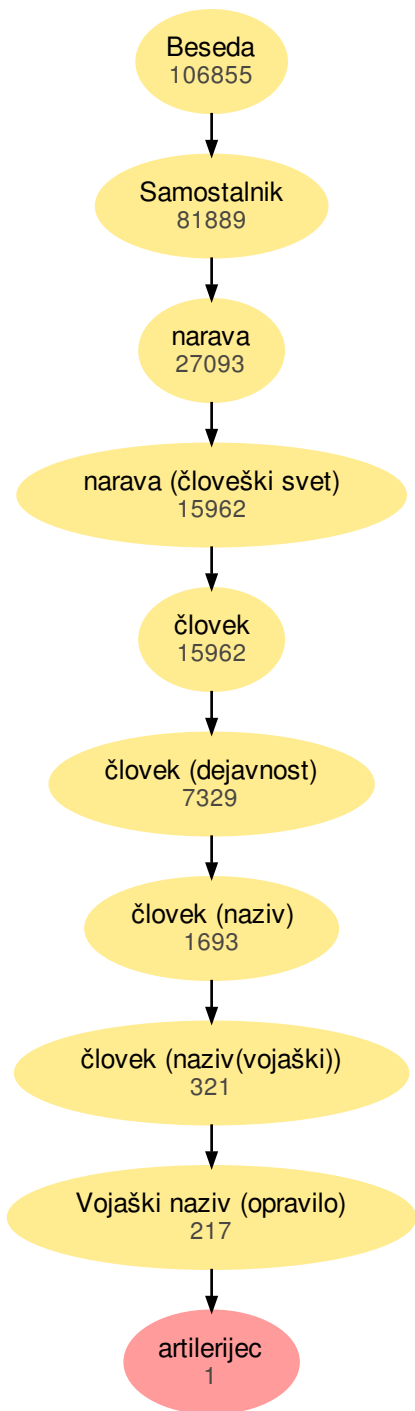 Beseda
106855
Samostalnik
81889
narava
27093
narava (človeški svet)
15962
človek
15962
človek (dejavnost)
7329
človek (naziv)
1693
človek (naziv(vojaški))
321
Vojaški naziv (opravilo)
217
artilerijec
1